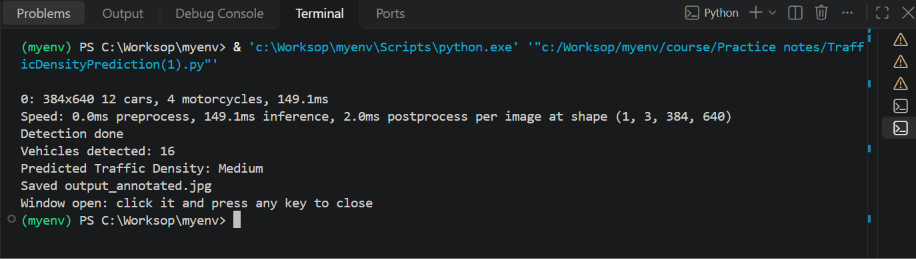 Problems Output Debug Console Terminal Ports Python
(myenv) PS C:\Worksop\myenv> & 'c:\Worksop\myenv\Scripts\python.exe' '"c:/Worksop/myenv/course/Practice notes/Traff
icDensityPrediction(1).py"'
0: 384x640 12 cars, 4 motorcycles, 149.1ms
Speed: 0.0ms preprocess, 149.1ms inference, 2.0ms postprocess per image at shape (1, 3, 384, 640)
Detection done
Vehicles detected: 16
Predicted Traffic Density: Medium
Saved output_annotated.jpg
Window open: click it and press any key to close
(myenv) PS C:\Worksop\myenv>